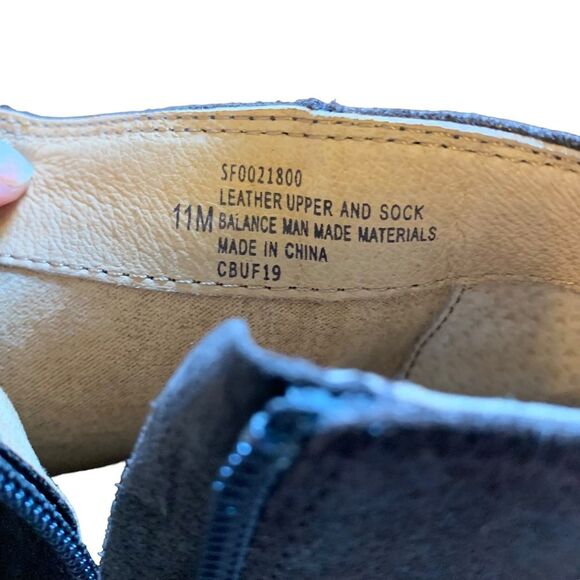 SF0021800
LEATHER UPPER AND SOCK
11M BALANCE MAN MADE MATERIALS
MADE IN CHINA
CBUF19